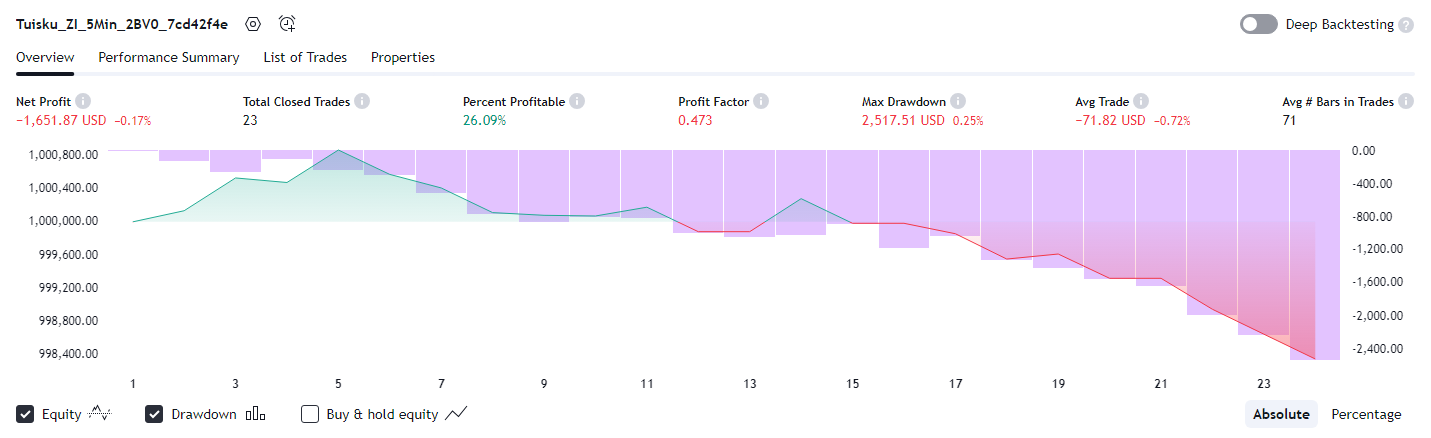 Tuisku_ZI_5Min_2BV0_7cd42f4e
Deep Backtesting ?
Overview Performance Summary List of Trades Properties
Net Profit i Total Closed Trades i Percent Profitable i Profit Factor i Max Drawdown i Avg Trade i Avg # Bars in Trades i
−1,651.87 USD −0.17% 23 26.09% 0.473 2,517.51 USD 0.25% −71.82 USD −0.72% 71
1,000,800.00 0.00
1,000,400.00 -400.00
1,000,000.00 -800.00
999,600.00 -1,200.00
999,200.00 -1,600.00
998,800.00 -2,000.00
998,400.00 -2,400.00
1 3 5 7 9 11 13 15 17 19 21 23
Equity Drawdown Buy & hold equity Absolute Percentage